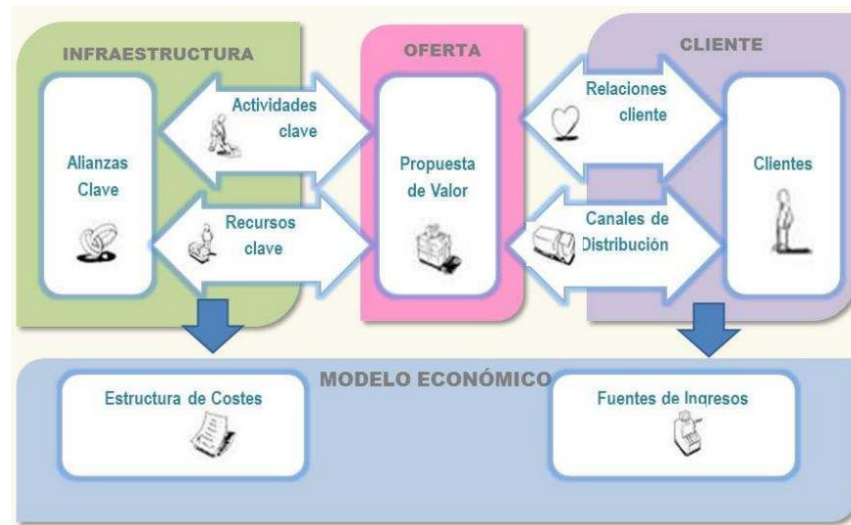 INFRAESTRUCTURA
OFERTA
CLIENTE
Alianzas
Clave
Actividades
clave
Recursos
clave
Propuesta
de Valor
Relaciones
cliente
Canales de
Distribución
Clientes
MODELO ECONÓMICO
Estructura de Costes
Fuentes de Ingresos